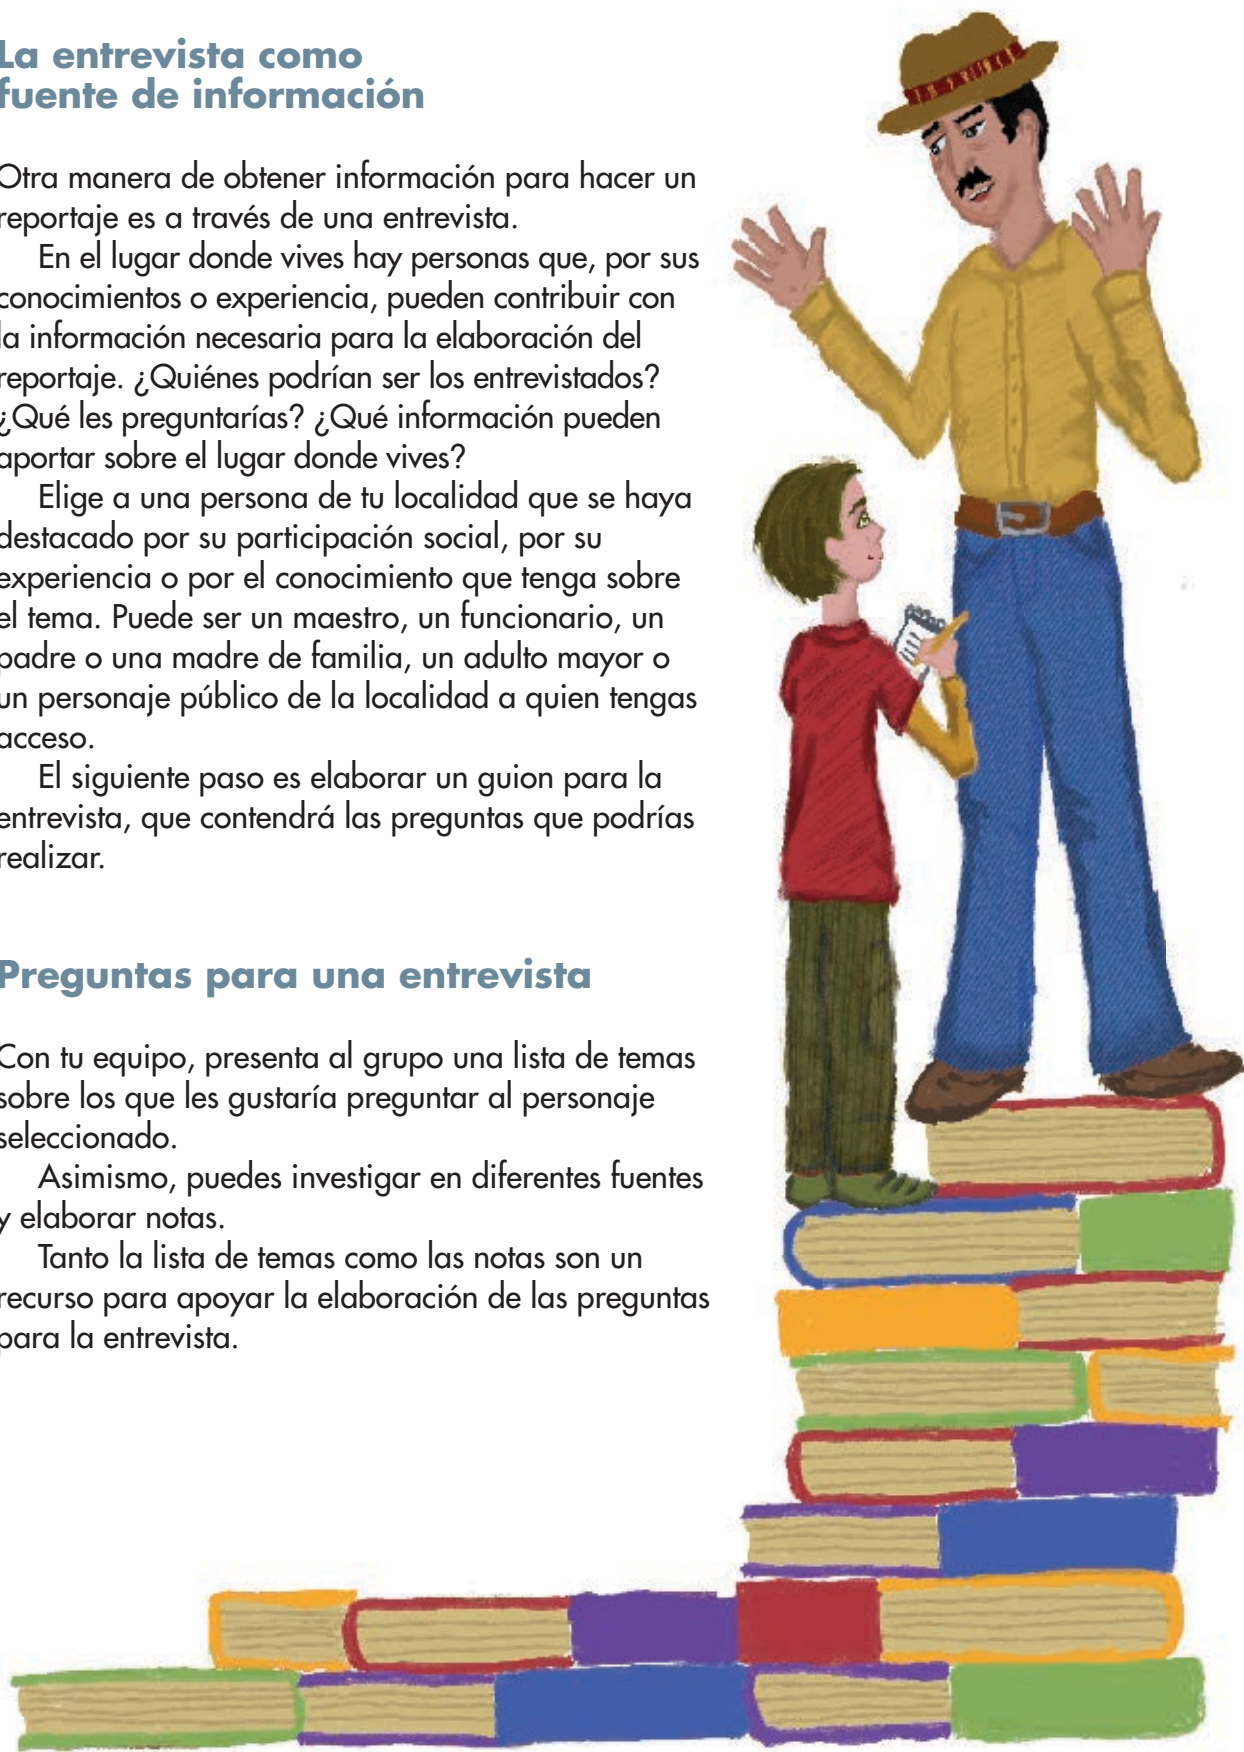 La entrevista como
fuente de información
Otra manera de obtener información para hacer un
reportaje es a través de una entrevista.
En el lugar donde vives hay personas que, por sus
conocimientos o experiencia, pueden contribuir con
la información necesaria para la elaboración del
reportaje. ¿Quiénes podrían ser los entrevistados?
¿Qué les preguntarías? ¿Qué información pueden
aportar sobre el lugar donde vives?
Elige a una persona de tu localidad que se haya
destacado por su participación social, por su
experiencia o por el conocimiento que tenga sobre
el tema. Puede ser un maestro, un funcionario, un
padre o una madre de familia, un adulto mayor o
un personaje público de la localidad a quien tengas
acceso.
El siguiente paso es elaborar un guion para la
entrevista, que contendrá las preguntas que podrías
realizar.
Preguntas para una entrevista
Con tu equipo, presenta al grupo una lista de temas
sobre los que les gustaría preguntar al personaje
seleccionado.
Asimismo, puedes investigar en diferentes fuentes
y elaborar notas.
Tanto la lista de temas como las notas son un
recurso para apoyar la elaboración de las preguntas
para la entrevista.